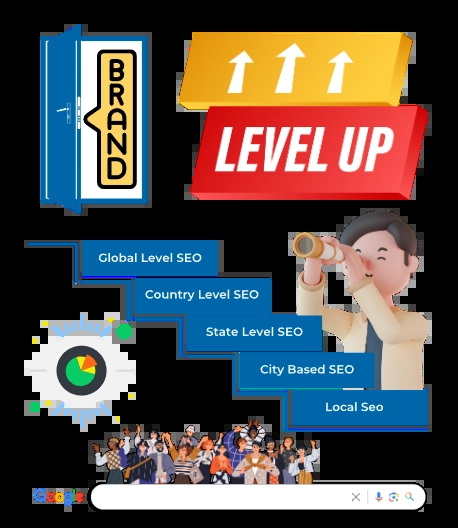 BRAND
LEVEL UP
Global Level SEO
Country Level SEO
State Level SEO
City Based SEO
Local Seo
Google